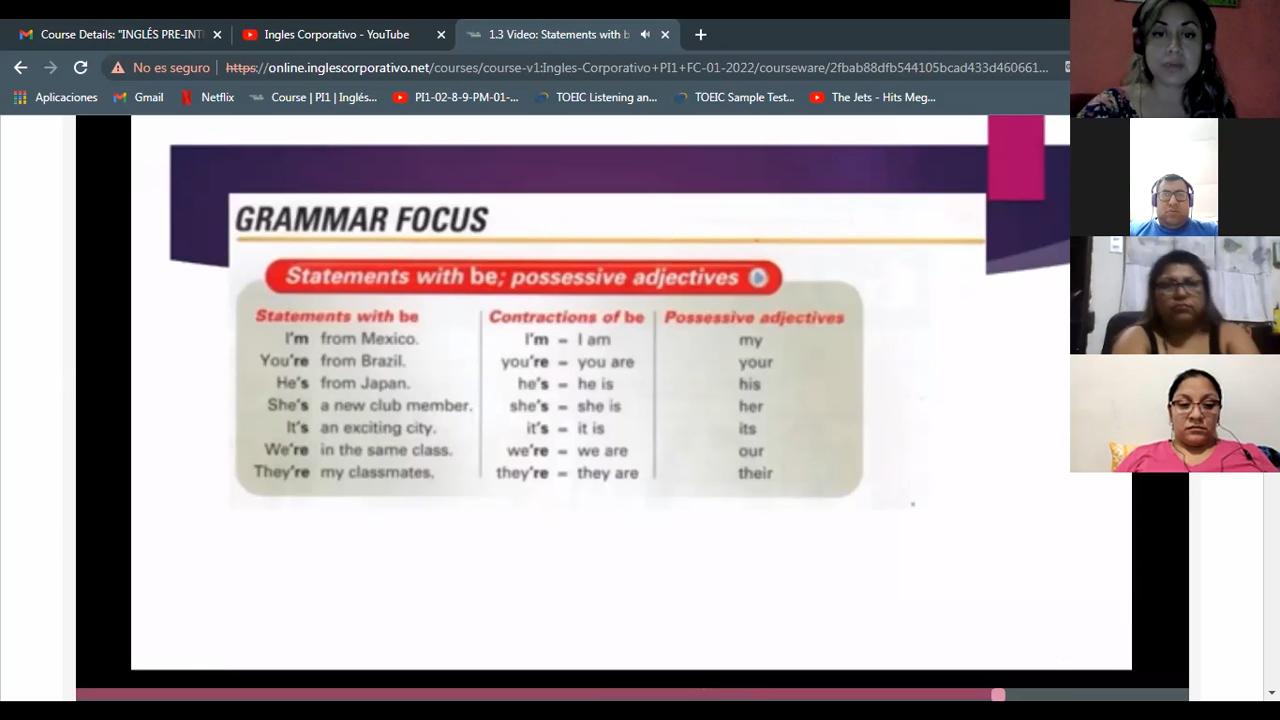 Course Details: "INGLÉS PRE-INT
Ingles Corporativo - YouTube
1.3 Video: Statements with b
No es seguro
https://online.inglescorporativo.net/courses/course-v1:Ingles-Corporativo+PI1+FC-01-2022/courseware/2fbab88dfb544105bcad433d460661...
Aplicaciones
Gmail
Netflix
Course | PI1 | Inglés...
PI1-02-8-9-PM-01-...
TOEIC Listening an...
TOEIC Sample Test...
The Jets - Hits Meg...
GRAMMAR FOCUS
Statements with be; possessive adjectives
Statements with be
I'm from Mexico.
You're from Brazil.
He's from Japan.
She's a new club member.
It's an exciting city.
We're in the same class.
They're my classmates.
Contractions of be
I'm = I am
you're = you are
he's = he is
she's = she is
it's = it is
we're = we are
they're = they are
Possessive adjectives
my
your
his
her
its
our
their